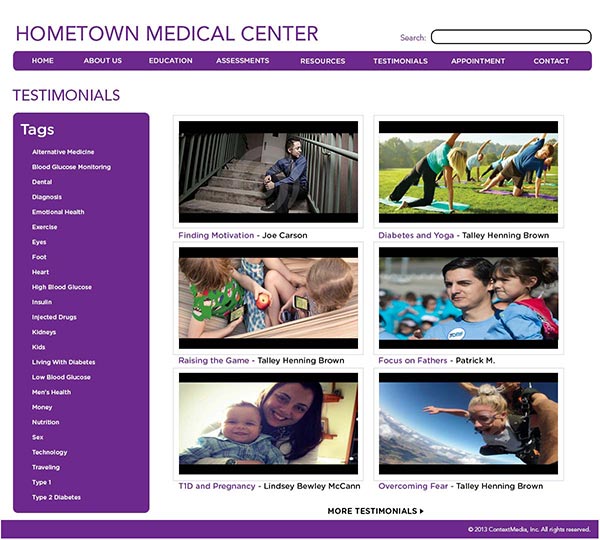 HOMETOWN MEDICAL CENTER
Search:
HOME ABOUT US EDUCATION ASSESSMENTS RESOURCES TESTIMONIALS APPOINTMENT CONTACT
TESTIMONIALS
Tags
Alternative Medicine
Blood Glucose Monitoring
Dental
Diagnosis
Emotional Health
Exercise
Eyes
Foot
Heart
High Blood Glucose
Insulin
Injected Drugs
Kidneys
Kids
Living With Diabetes
Low Blood Glucose
Men's Health
Money
Nutrition
Sex
Technology
Traveling
Type 1
Type 2 Diabetes
Finding Motivation - Joe Carson
Diabetes and Yoga - Talley Henning Brown
Raising the Game - Talley Henning Brown
Focus on Fathers - Patrick M.
T1D and Pregnancy - Lindsey Bewley McCann
Overcoming Fear - Talley Henning Brown
MORE TESTIMONIALS
© 2013 ContextMedia, Inc. All rights reserved.